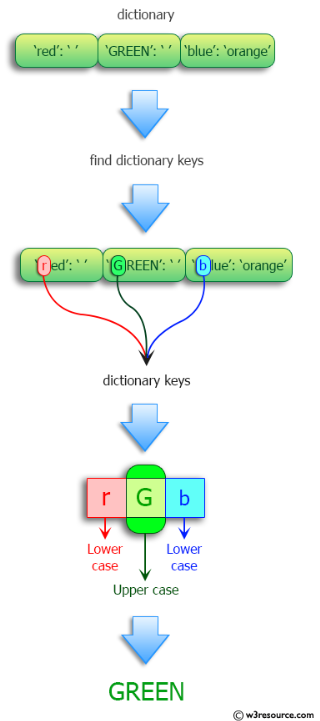 dictionary
‘red’: ‘ ’ ‘GREEN’: ‘ ’ ‘blue’: ‘orange’
find dictionary keys
‘red’: ‘ ’ ‘GREEN’: ‘ ’ ‘blue’: ‘orange’
dictionary keys
r G b
Lower case
Lower case
Upper case
GREEN
© w3resource.com